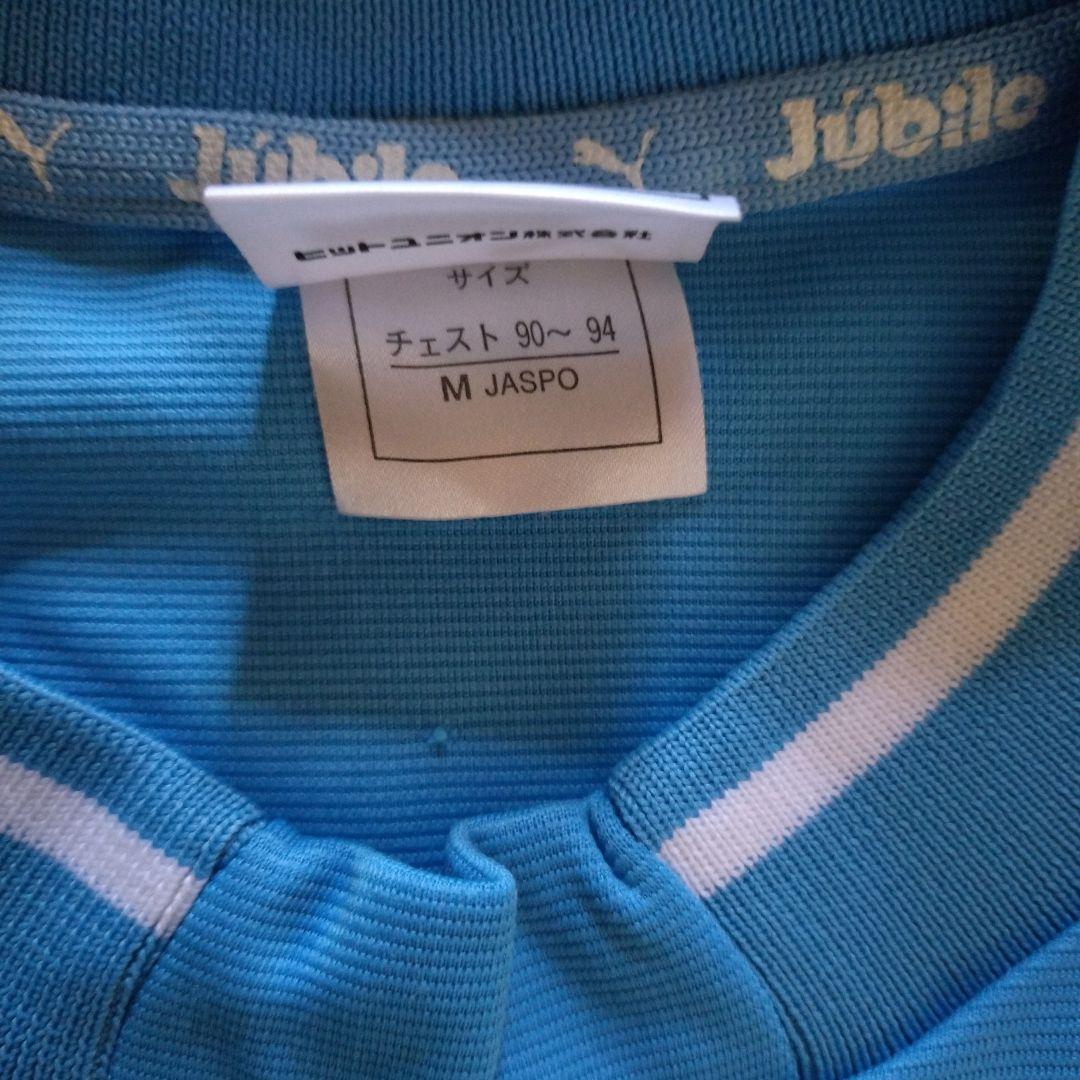 Júbilo
Júbilo
ヒットユニオン株式会社
サイズ
チェスト 90〜 94
M JASPO